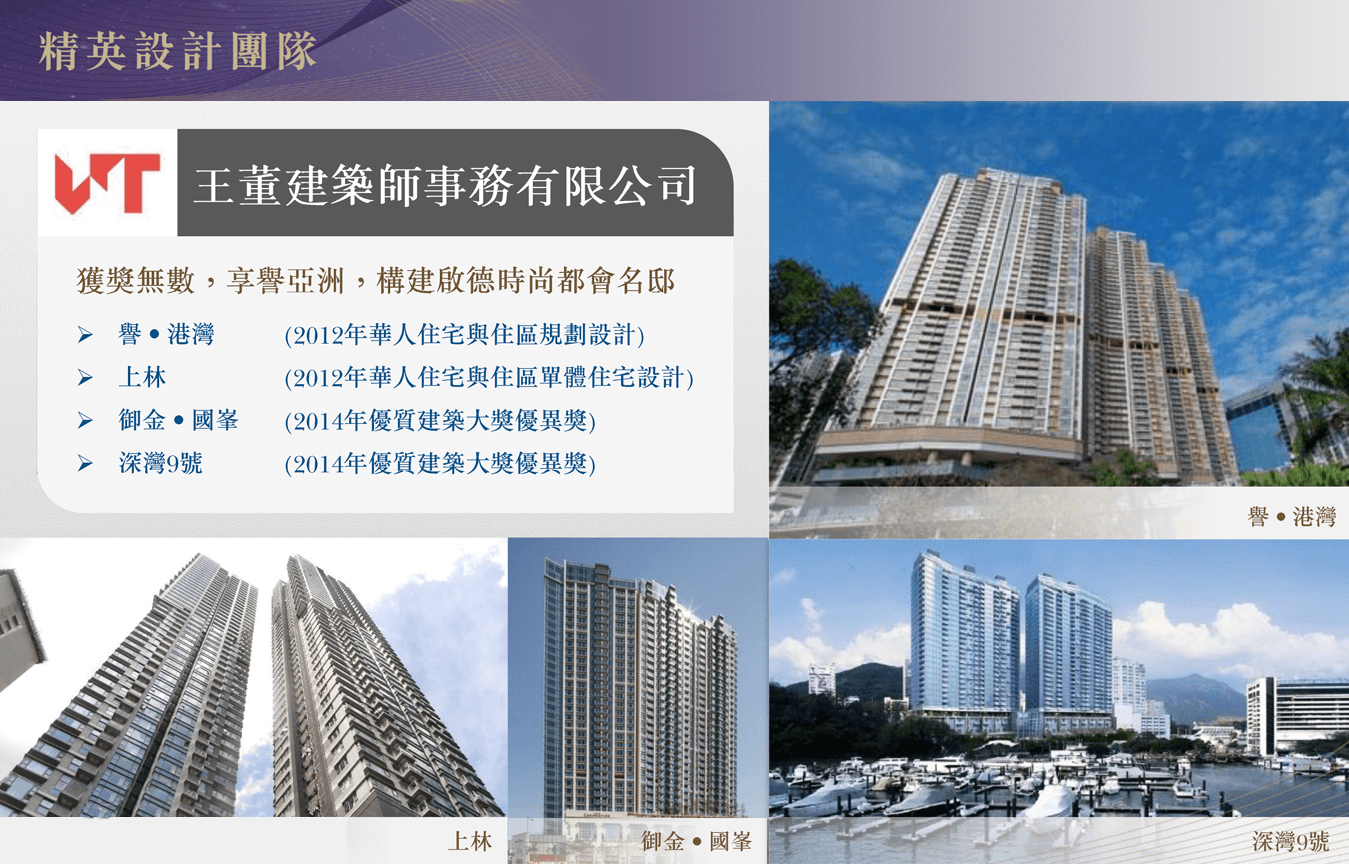 精英設計團隊
VT
王董建築師事務有限公司
獲獎無數，享譽亞洲，構建啟德時尚都會名邸
➢ 譽•港灣 (2012年華人住宅與住區規劃設計)
➢ 上林 (2012年華人住宅與住區單體住宅設計)
➢ 御金•國峯 (2014年優質建築大獎優異獎)
➢ 深灣9號 (2014年優質建築大獎優異獎)
譽•港灣
上林
御金•國峯
深灣9號